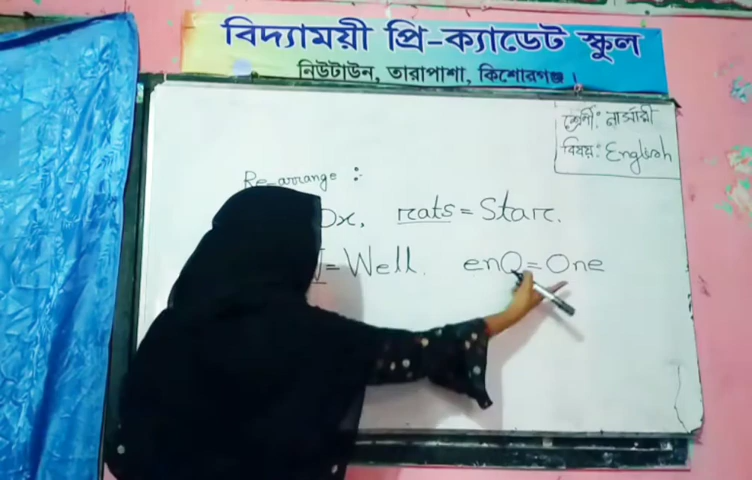 বিদ্যাময়ী প্রি-ক্যাডেট স্কুল
নিউটাউন, তারাপাশা, কিশোরগঞ্জ।
শ্রেণী: নার্সারী
বিষয়: English
Re-arrange :
Ox, rats = Star.
= Well. enO = One